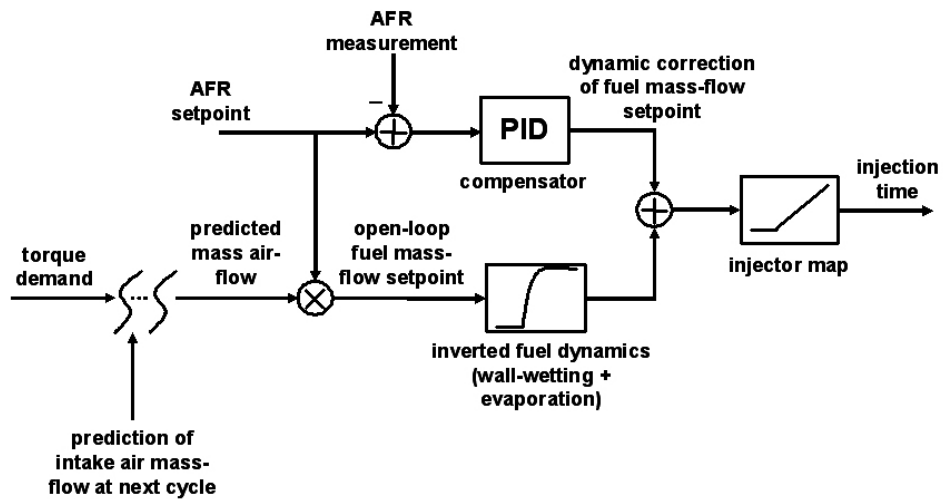 AFR
measurement
AFR
setpoint
–
PID
compensator
dynamic correction
of fuel mass-flow
setpoint
injection
time
injector map
torque
demand
...
predicted
mass air-
flow
open-loop
fuel mass-
flow setpoint
inverted fuel dynamics
(wall-wetting +
evaporation)
prediction of
intake air mass-
flow at next cycle